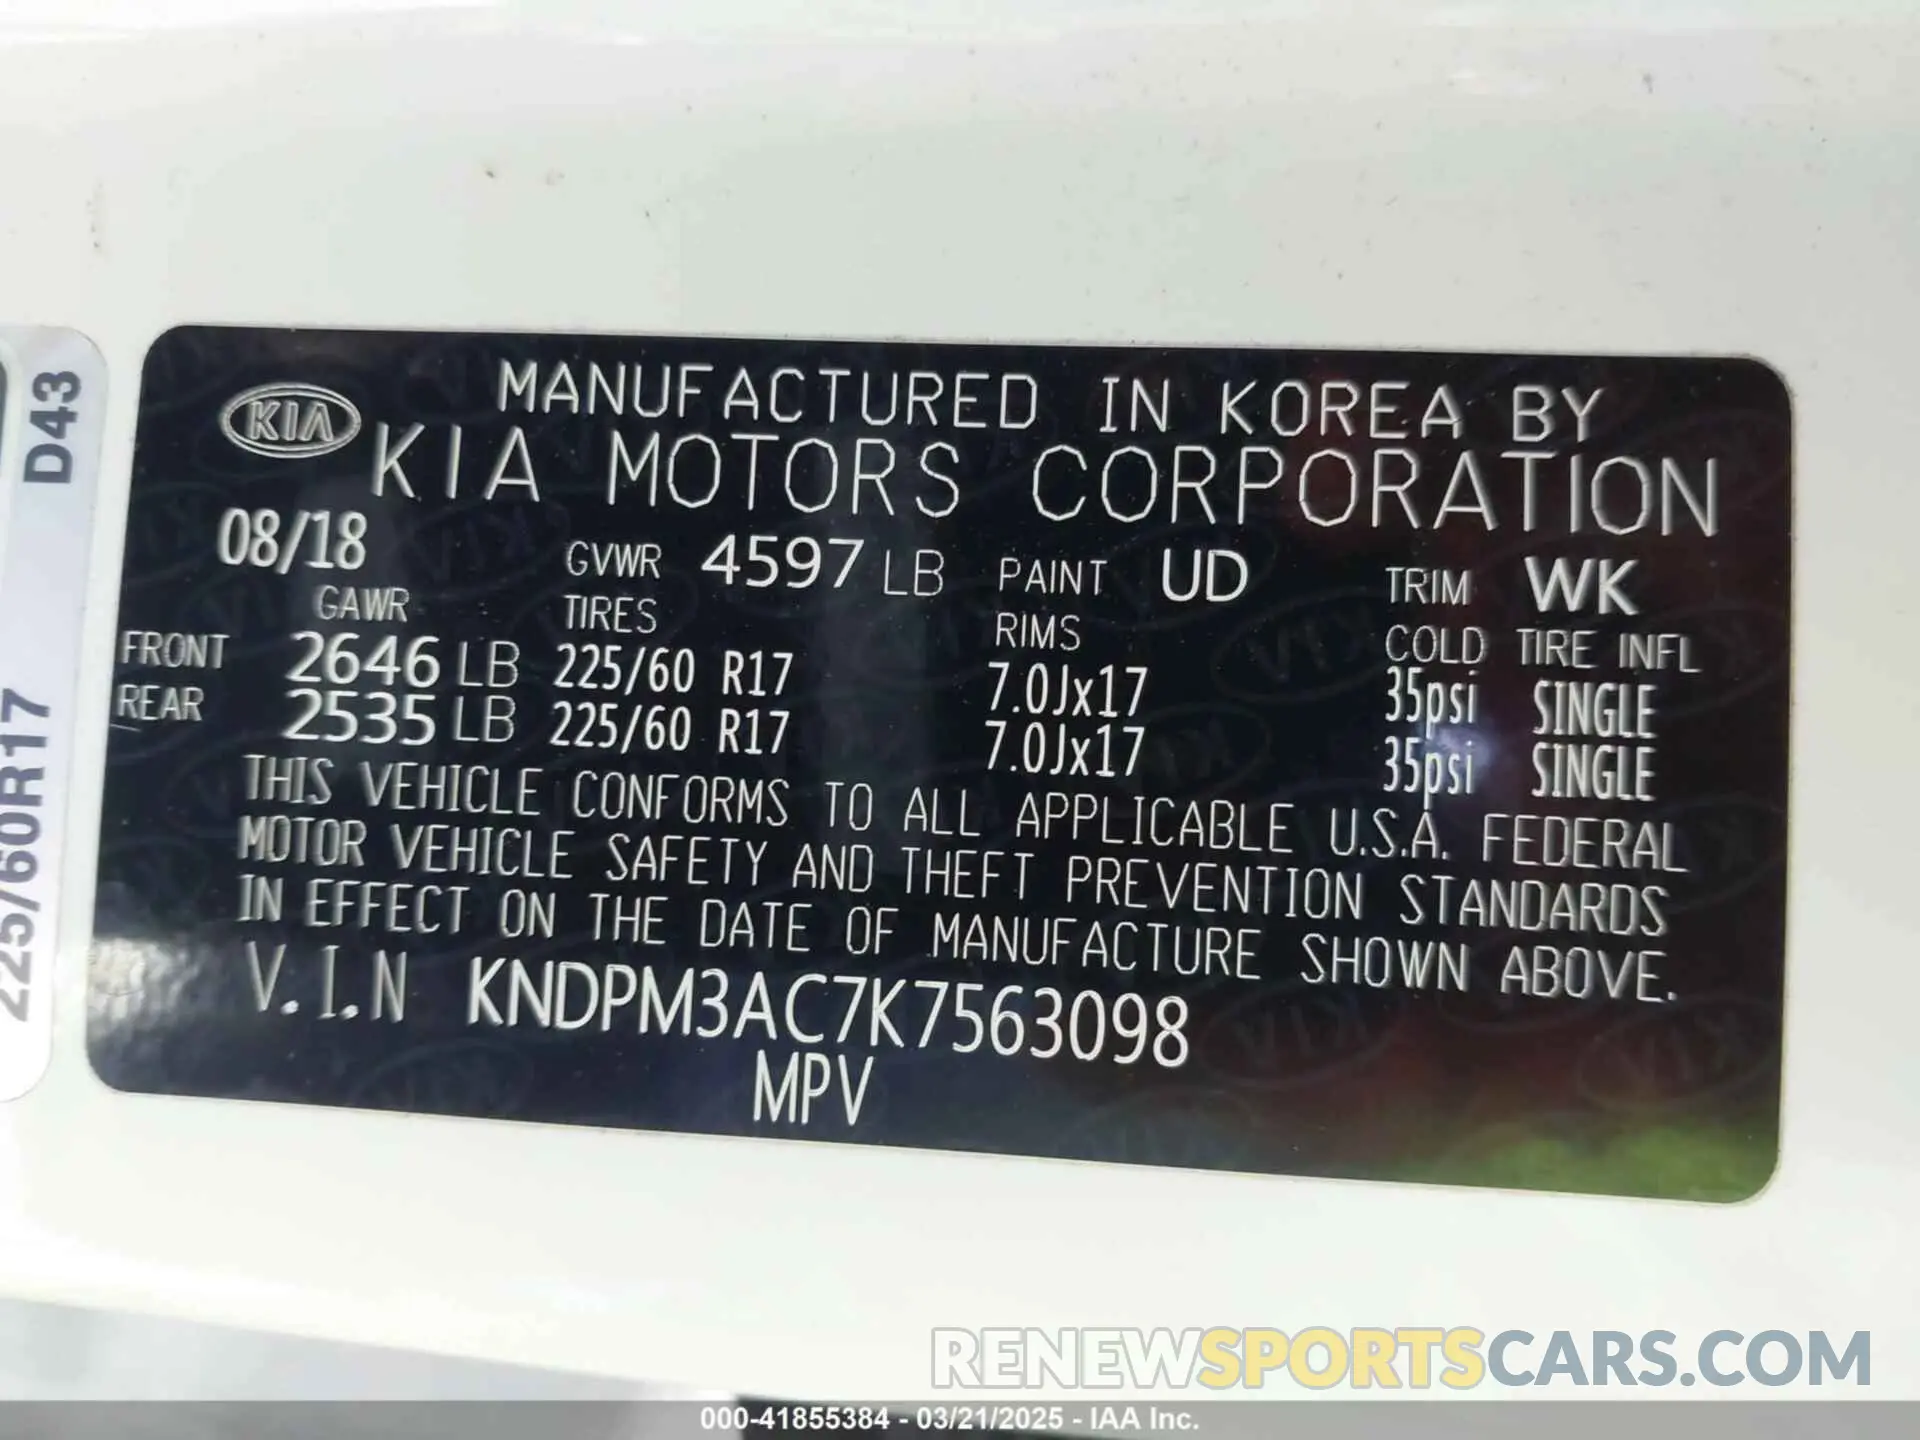 MANUFACTURED IN KOREA BY
KIA
KIA MOTORS CORPORATION
08/18 GVWR 4597 LB PAINT UD TRIM WK
GAWR TIRES RIMS COLD TIRE INFL
FRONT 2646 LB 225/60 R17 7.0Jx17 35psi SINGLE
REAR 2535 LB 225/60 R17 7.0Jx17 35psi SINGLE
THIS VEHICLE CONFORMS TO ALL APPLICABLE U.S.A. FEDERAL
MOTOR VEHICLE SAFETY AND THEFT PREVENTION STANDARDS
IN EFFECT ON THE DATE OF MANUFACTURE SHOWN ABOVE.
V.I.N KNDPM3AC7K7563098
MPV
225/60R17 D43
RENEWSPORTSCARS.COM
000-41855384 - 03/21/2025 - IAA Inc.